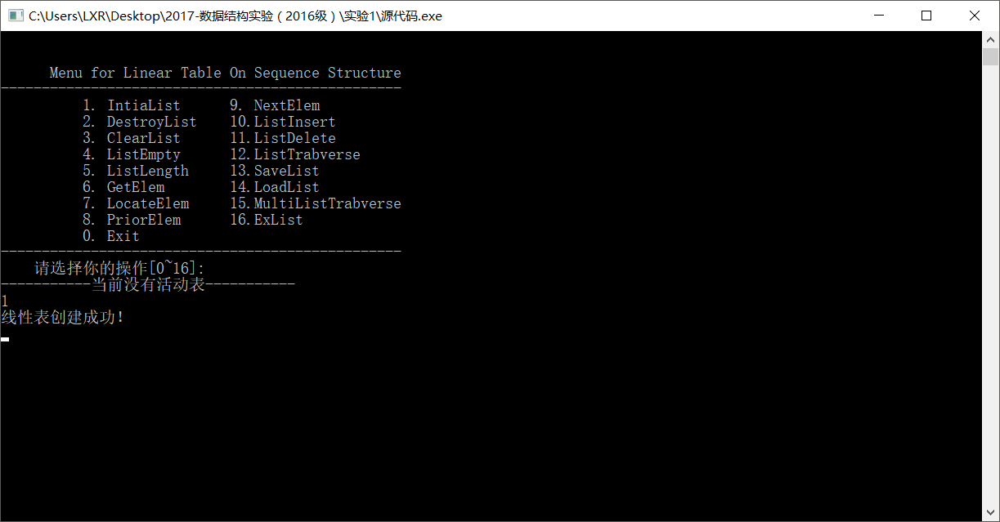 C:\Users\LXR\Desktop\2017-数据结构实验（2016级）\实验1\源代码.exe
Menu for Linear Table On Sequence Structure
-------------------------------------------------
1. IntiaList 9. NextElem
2. DestroyList 10.ListInsert
3. ClearList 11.ListDelete
4. ListEmpty 12.ListTrabverse
5. ListLength 13.SaveList
6. GetElem 14.LoadList
7. LocateElem 15.MultiListTrabverse
8. PriorElem 16.ExList
0. Exit
-------------------------------------------------
请选择你的操作[0~16]:
-----------当前没有活动表-----------
1
线性表创建成功！